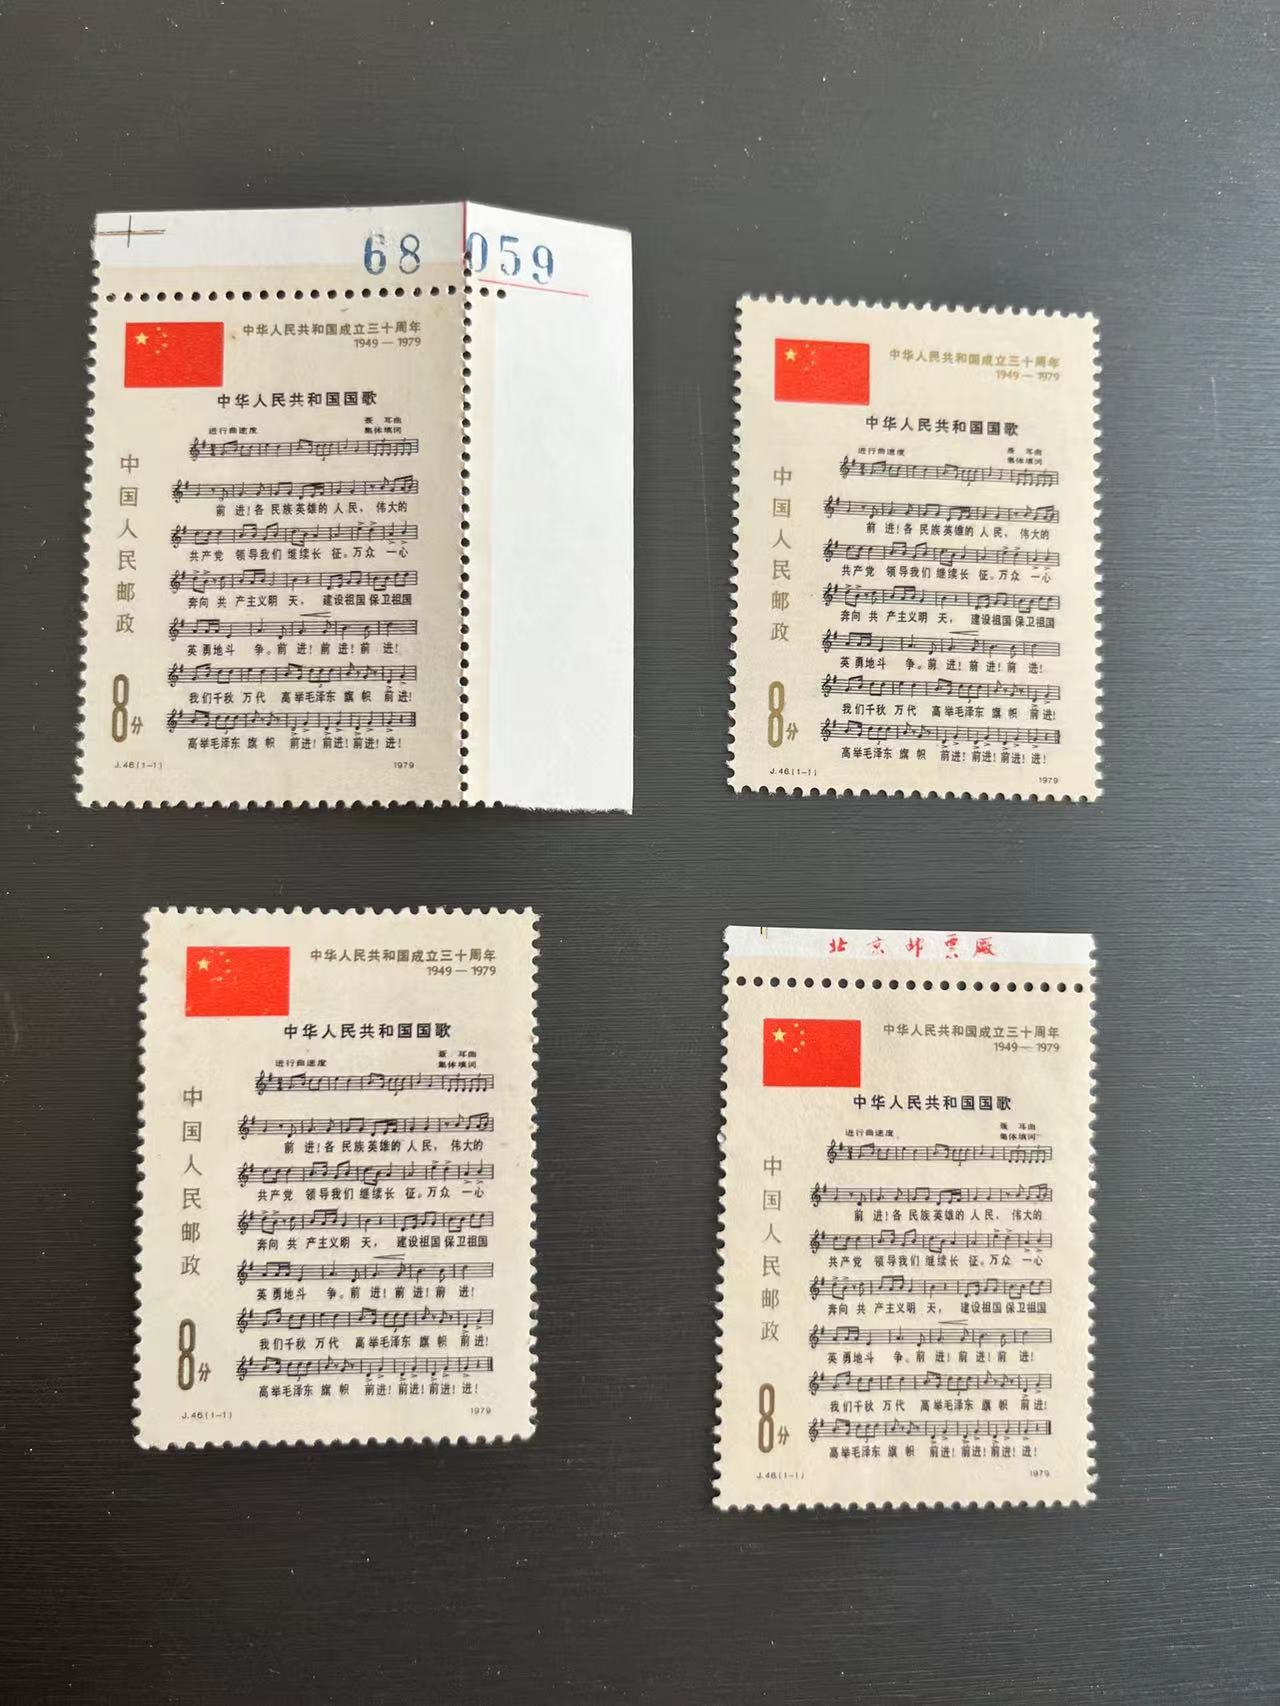 68 059
中华人民共和国成立三十周年
1949—1979
中华人民共和国国歌
聂 耳曲
进行曲速度 集体填词
前 进!各 民族英雄的 人 民, 伟大的
共产党 领导我们 继续长 征。万众 一心
奔向 共 产主义明 天, 建设祖国 保卫祖国
英 勇地斗 争。前 进! 前 进! 前 进!
我们千秋 万代 高举毛泽东 旗 帜 前进!
高举毛泽东 旗 帜 前进! 前进! 前进! 进!
中国人民邮政
8分
J.46.(1-1) 1979
中华人民共和国成立三十周年
1949—1979
中华人民共和国国歌
聂 耳曲
进行曲速度 集体填词
前 进!各 民族英雄的 人 民, 伟大的
共产党 领导我们 继续长 征。万众 一心
奔向 共 产主义明 天, 建设祖国 保卫祖国
英 勇地斗 争。前 进! 前 进! 前 进!
我们千秋 万代 高举毛泽东 旗 帜 前进!
高举毛泽东 旗 帜 前进! 前进! 前进! 进!
中国人民邮政
8分
J.46.(1-1) 1979
中华人民共和国成立三十周年
1949—1979
中华人民共和国国歌
聂 耳曲
进行曲速度 集体填词
前 进!各 民族英雄的 人 民, 伟大的
共产党 领导我们 继续长 征。万众 一心
奔向 共 产主义明 天, 建设祖国 保卫祖国
英 勇地斗 争。前 进! 前 进! 前 进!
我们千秋 万代 高举毛泽东 旗 帜 前进!
高举毛泽东 旗 帜 前进! 前进! 前进! 进!
中国人民邮政
8分
J.46.(1-1) 1979
北京邮票厰
中华人民共和国成立三十周年
1949—1979
中华人民共和国国歌
聂 耳曲
进行曲速度 集体填词
前 进!各 民族英雄的 人 民, 伟大的
共产党 领导我们 继续长 征。万众 一心
奔向 共 产主义明 天, 建设祖国 保卫祖国
英 勇地斗 争。前 进! 前 进! 前 进!
我们千秋 万代 高举毛泽东 旗 帜 前进!
高举毛泽东 旗 帜 前进! 前进! 前进! 进!
中国人民邮政
8分
J.46.(1-1) 1979